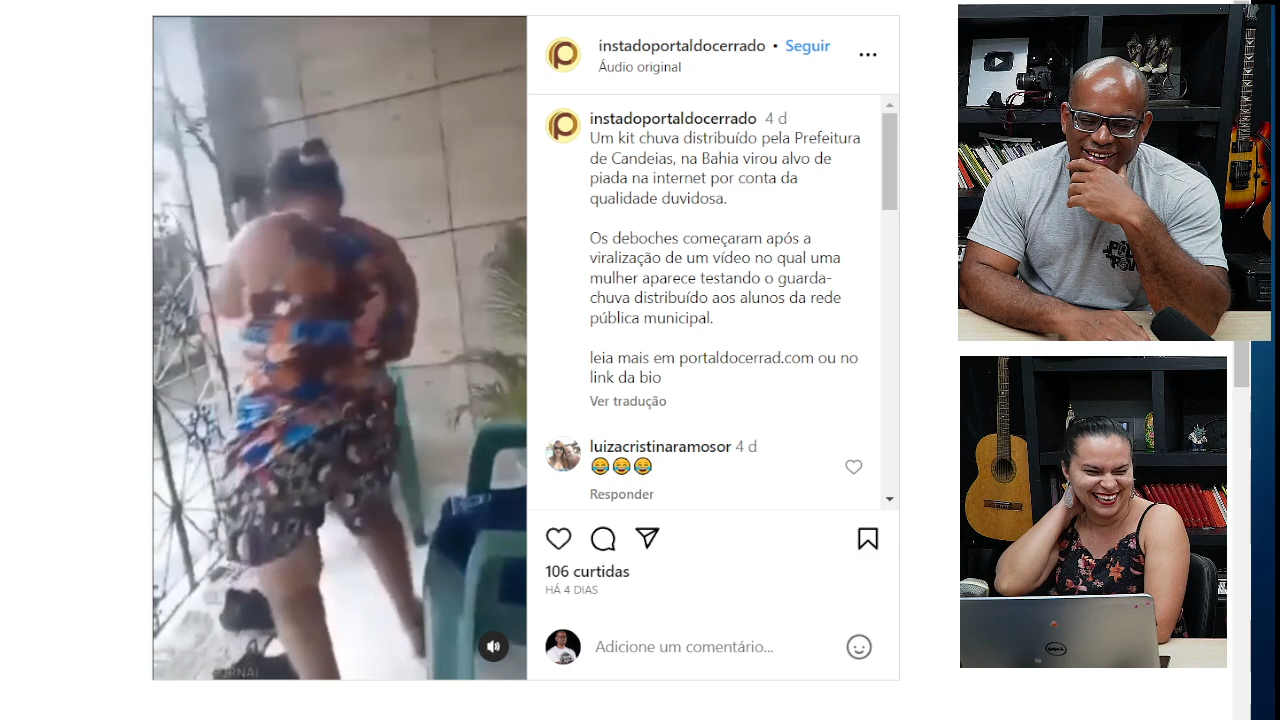 instadoportaldocerrado • Seguir
Áudio original
instadoportaldocerrado 4 d
Um kit chuva distribuído pela Prefeitura
de Candeias, na Bahia virou alvo de
piada na internet por conta da
qualidade duvidosa.
Os deboches começaram após a
viralização de um vídeo no qual uma
mulher aparece testando o guarda-
chuva distribuído aos alunos da rede
pública municipal.
leia mais em portaldocerrad.com ou no
link da bio
Ver tradução
luizacristinaramosor 4 d
😂😂😂
Responder
106 curtidas
HÁ 4 DIAS
Adicione um comentário...
DELL